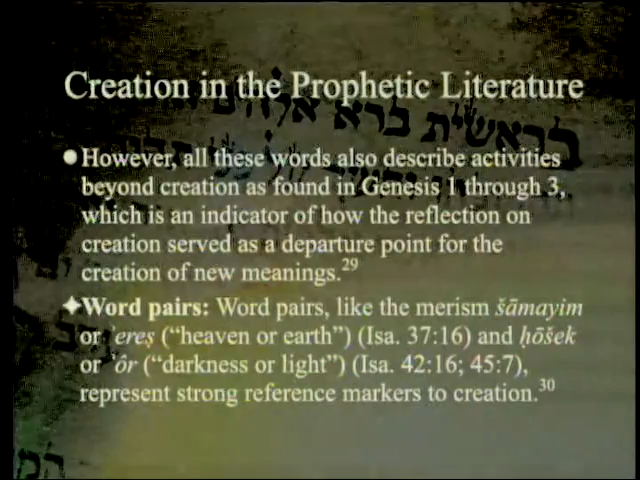 Creation in the Prophetic Literature
בראשית ברא אלהים
However, all these words also describe activities
beyond creation as found in Genesis 1 through 3,
which is an indicator of how the reflection on
creation served as a departure point for the
creation of new meanings.29
Word pairs: Word pairs, like the merism šāmayim
or ʾereṣ (“heaven or earth”) (Isa. 37:16) and ḥōšek
or ʾôr (“darkness or light”) (Isa. 42:16; 45:7),
represent strong reference markers to creation.30